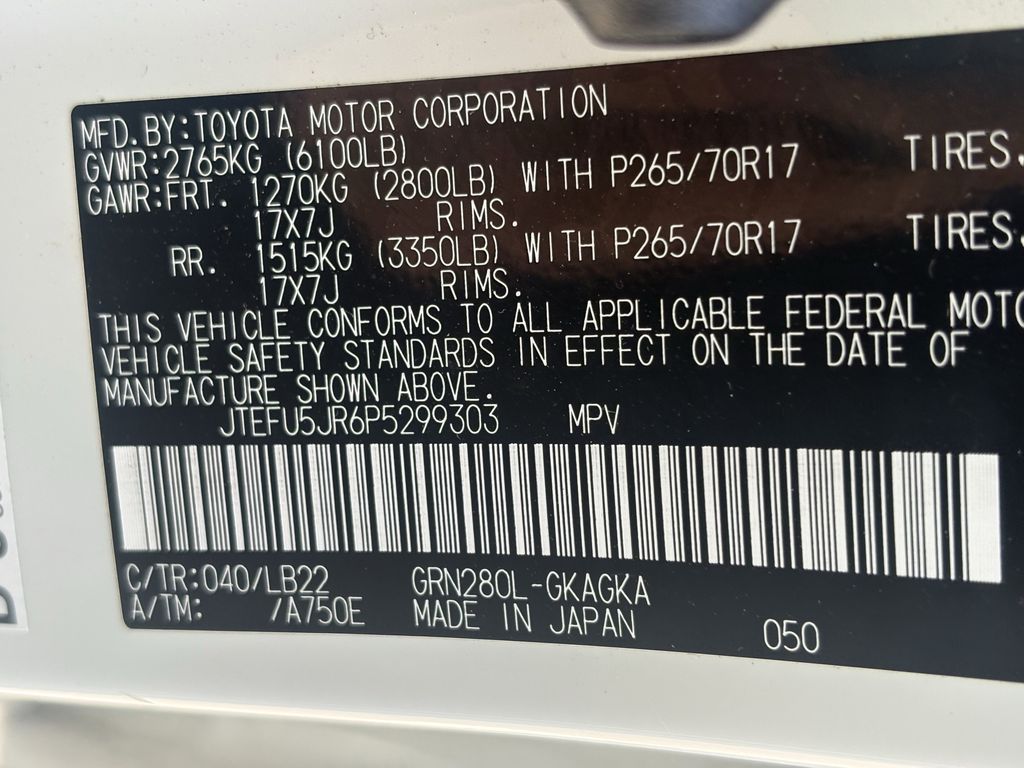 MFD.BY:TOYOTA MOTOR CORPORATION
GVWR:2765KG (6100LB)
GAWR:FRT. 1270KG (2800LB) WITH P265/70R17 TIRES.
17X7J RIMS.
RR. 1515KG (3350LB) WITH P265/70R17 TIRES.
17X7J RIMS.
THIS VEHICLE CONFORMS TO ALL APPLICABLE FEDERAL MOTO
VEHICLE SAFETY STANDARDS IN EFFECT ON THE DATE OF
MANUFACTURE SHOWN ABOVE.
JTEFU5JR6P5299303 MPV
C/TR:040/LB22 GRN280L-GKAGKA
A/TM: /A750E MADE IN JAPAN 050